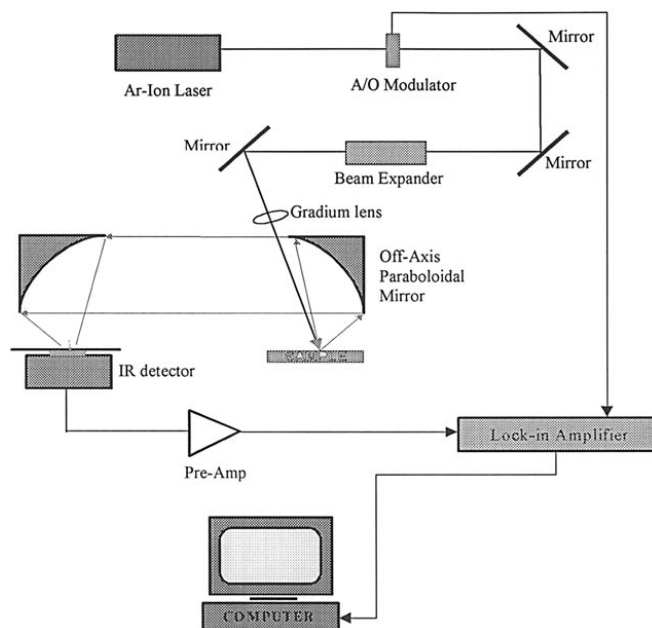 Mirror
Ar-Ion Laser
A/O Modulator
Mirror
Mirror
Beam Expander
Gradium lens
Off-Axis
Paraboloidal
Mirror
SAMPLE
IR detector
Lock-in Amplifier
Pre-Amp
COMPUTER